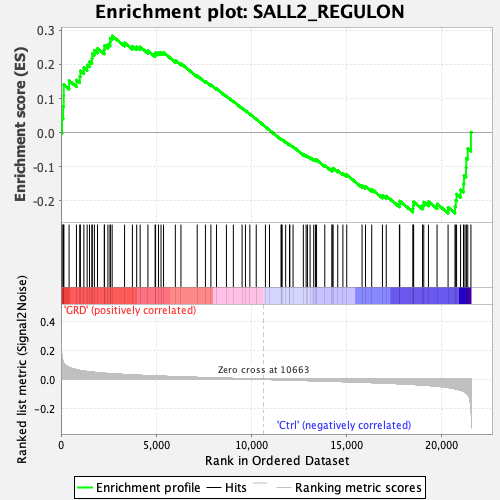 Enrichment plot: SALL2_REGULON
Enrichment score (ES)
0.3
0.2
0.1
0.0
-0.1
-0.2
'GRD' (positively correlated)
Ranked list metric (Signal2Noise)
0.4
0.2
0.0
-0.2
Zero cross at 10663
'Ctrl' (negatively correlated)
0
5,000
10,000
15,000
20,000
Rank in Ordered Dataset
Enrichment profile
Hits
Ranking metric scores